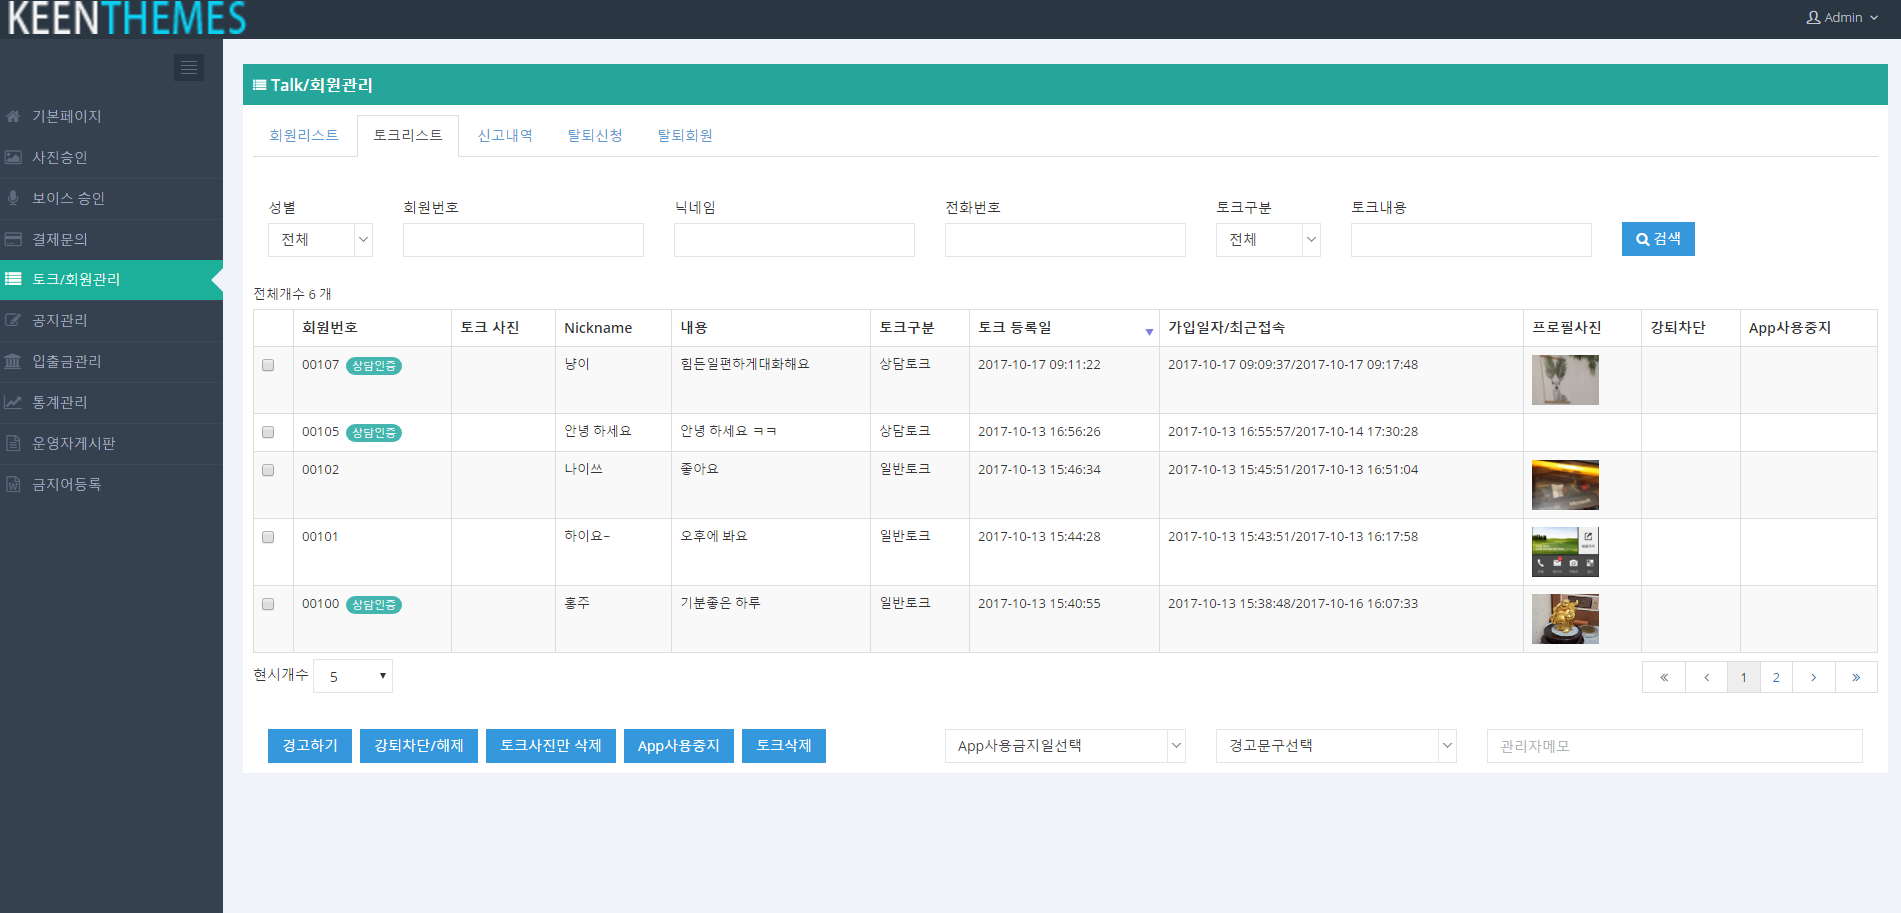 KEENTHEMES
Admin
기본페이지
사진승인
보이스 승인
결제문의
토크/회원관리
공지관리
입출금관리
통계관리
운영자게시판
금지어등록
Talk/회원관리
회원리스트 토크리스트 신고내역 탈퇴신청 탈퇴회원
성별 회원번호 닉네임 전화번호 토크구분 토크내용
전체 전체 검색
전체개수 6 개
회원번호 토크 사진 Nickname 내용 토크구분 토크 등록일 가입일자/최근접속 프로필사진 강퇴차단 App사용중지
00107 상담인증 냥이 힘든일편하게대화해요 상담토크 2017-10-17 09:11:22 2017-10-17 09:09:37/2017-10-17 09:17:48
00105 상담인증 안녕 하세요 안녕 하세요 ㅋㅋ 상담토크 2017-10-13 16:56:26 2017-10-13 16:55:57/2017-10-14 17:30:28
00102 나이쓰 좋아요 일반토크 2017-10-13 15:46:34 2017-10-13 15:45:51/2017-10-13 16:51:04
00101 하이요~ 오후에 봐요 일반토크 2017-10-13 15:44:28 2017-10-13 15:43:51/2017-10-13 16:17:58
00100 상담인증 홍주 기분좋은 하루 일반토크 2017-10-13 15:40:55 2017-10-13 15:38:48/2017-10-16 16:07:33
현시개수 5 « ‹ 1 2 › »
경고하기 강퇴차단/해제 토크사진만 삭제 App사용중지 토크삭제 App사용금지일선택 경고문구선택 관리자메모